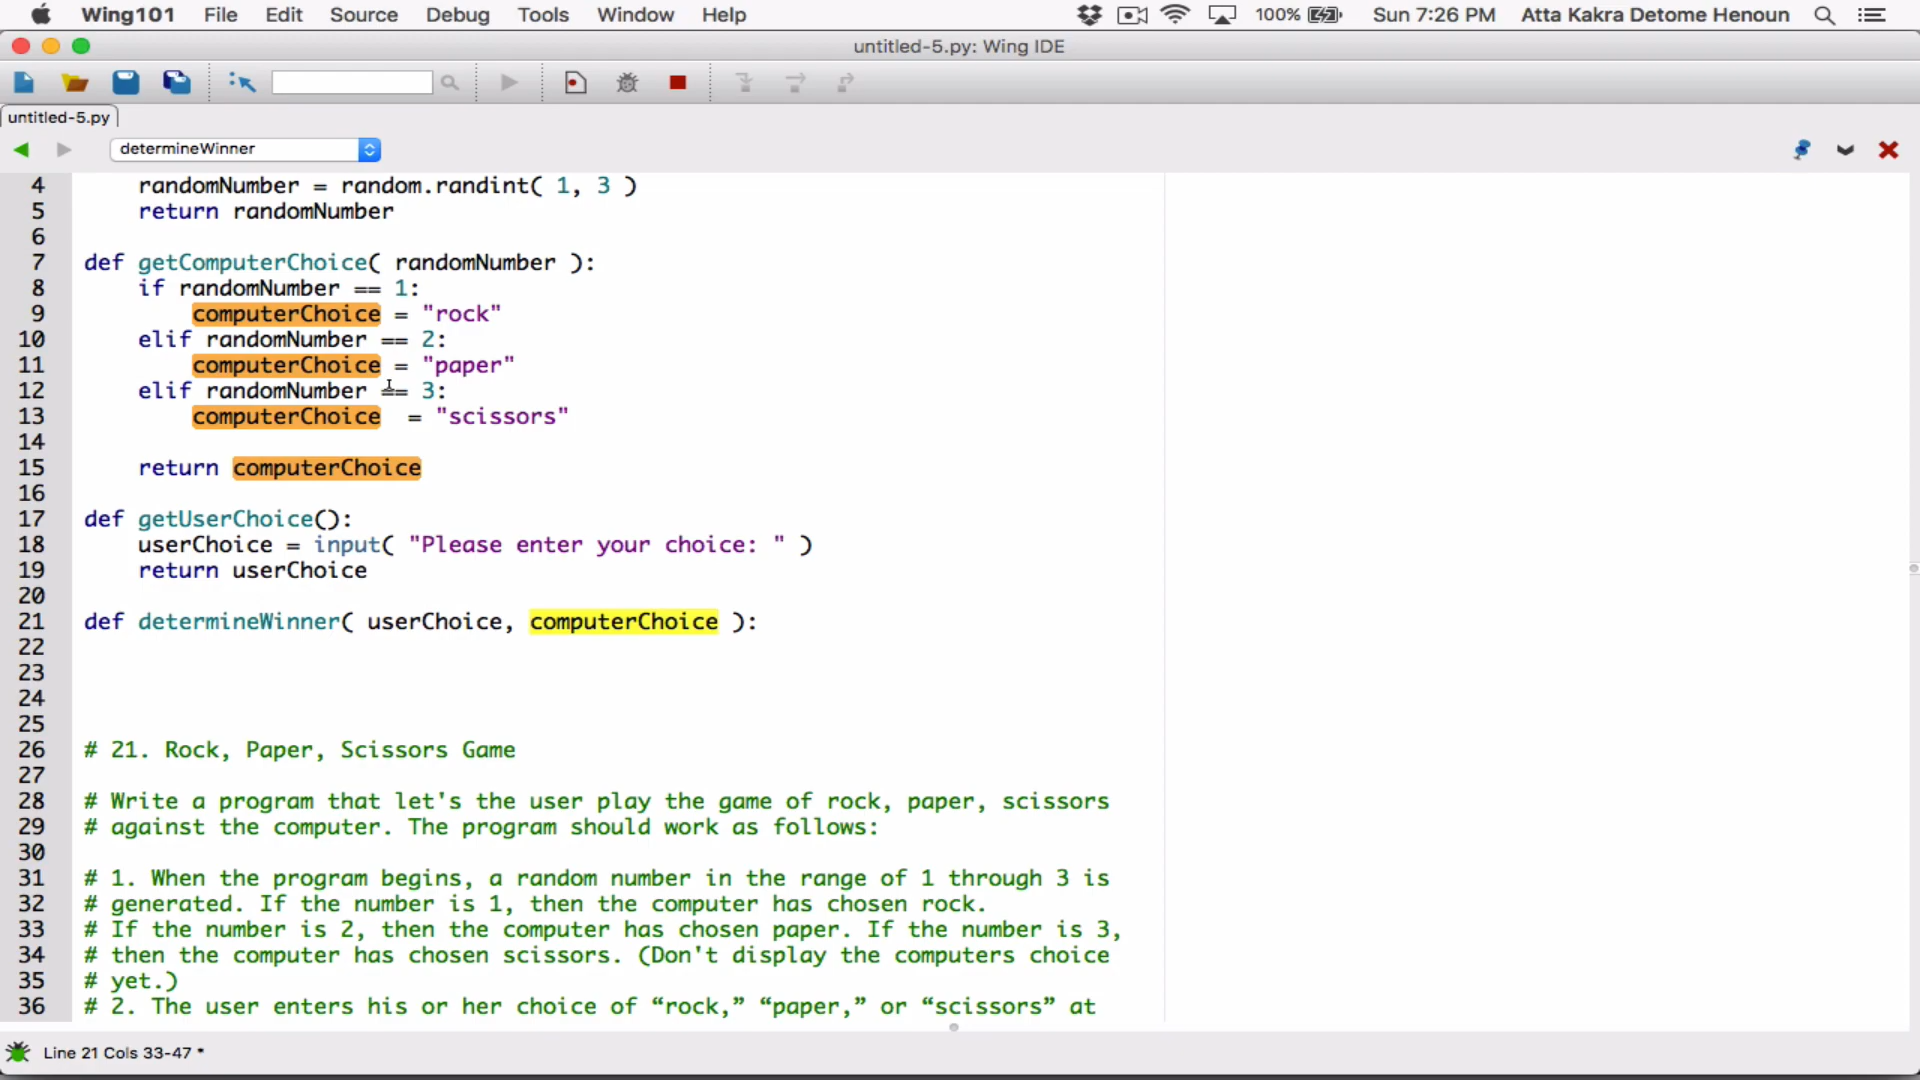 Wing101 File Edit Source Debug Tools Window Help 100% Sun 7:26 PM Atta Kakra Detome Henoun
untitled-5.py: Wing IDE
untitled-5.py
determineWinner
4 randomNumber = random.randint( 1, 3 )
5 return randomNumber
6
7 def getComputerChoice( randomNumber ):
8 if randomNumber == 1:
9 computerChoice = "rock"
10 elif randomNumber == 2:
11 computerChoice = "paper"
12 elif randomNumber == 3:
13 computerChoice  = "scissors"
14
15 return computerChoice
16
17 def getUserChoice():
18 userChoice = input( "Please enter your choice: " )
19 return userChoice
20
21 def determineWinner( userChoice, computerChoice ):
22
23
24
25
26 # 21. Rock, Paper, Scissors Game
27
28 # Write a program that let's the user play the game of rock, paper, scissors
29 # against the computer. The program should work as follows:
30
31 # 1. When the program begins, a random number in the range of 1 through 3 is
32 # generated. If the number is 1, then the computer has chosen rock.
33 # If the number is 2, then the computer has chosen paper. If the number is 3,
34 # then the computer has chosen scissors. (Don't display the computers choice
35 # yet.)
36 # 2. The user enters his or her choice of “rock,” “paper,” or “scissors” at
Line 21 Cols 33-47 *